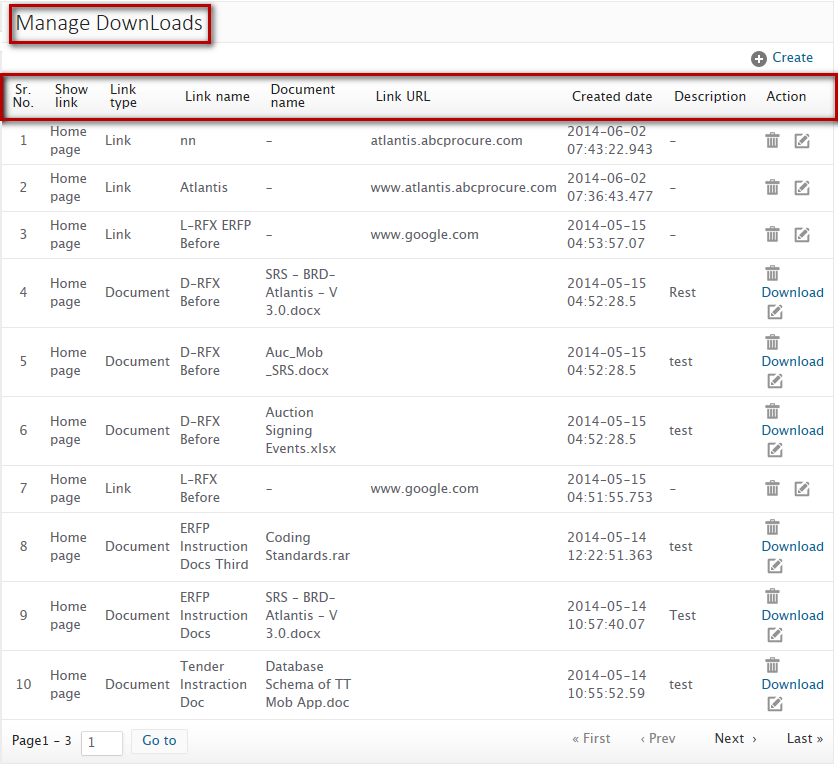 Manage DownLoads
Create
Sr. No. Show link Link type Link name Document name Link URL Created date Description Action
1 Home page Link nn – atlantis.abcprocure.com 2014-06-02 07:43:22.943 –
2 Home page Link Atlantis – www.atlantis.abcprocure.com 2014-06-02 07:36:43.477 –
3 Home page Link L-RFX ERFP Before – www.google.com 2014-05-15 04:53:57.07 –
4 Home page Document D-RFX Before SRS - BRD- Atlantis - V 3.0.docx 2014-05-15 04:52:28.5 Rest Download
5 Home page Document D-RFX Before Auc_Mob _SRS.docx 2014-05-15 04:52:28.5 test Download
6 Home page Document D-RFX Before Auction Signing Events.xlsx 2014-05-15 04:52:28.5 test Download
7 Home page Link L-RFX Before – www.google.com 2014-05-15 04:51:55.753 –
8 Home page Document ERFP Instruction Docs Third Coding Standards.rar 2014-05-14 12:22:51.363 test Download
9 Home page Document ERFP Instruction Docs SRS - BRD- Atlantis - V 3.0.docx 2014-05-14 10:57:40.07 Test Download
10 Home page Document Tender Instraction Doc Database Schema of TT Mob App.doc 2014-05-14 10:55:52.59 test Download
Page1 - 3 1 Go to « First ‹ Prev Next › Last »